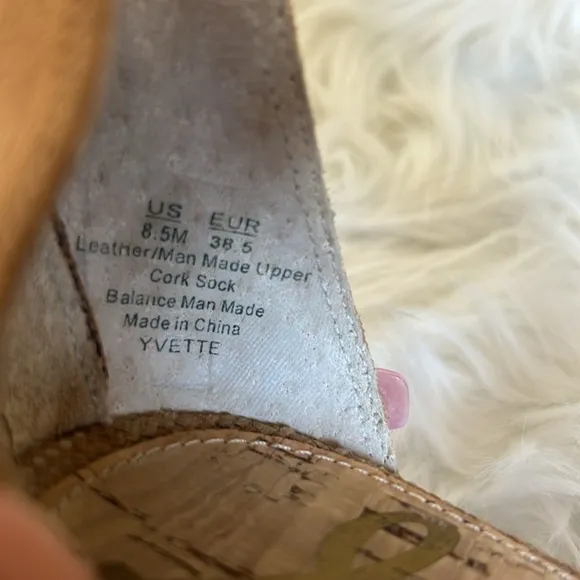 US EUR
8.5M 38.5
Leather/Man Made Upper
Cork Sock
Balance Man Made
Made in China
YVETTE